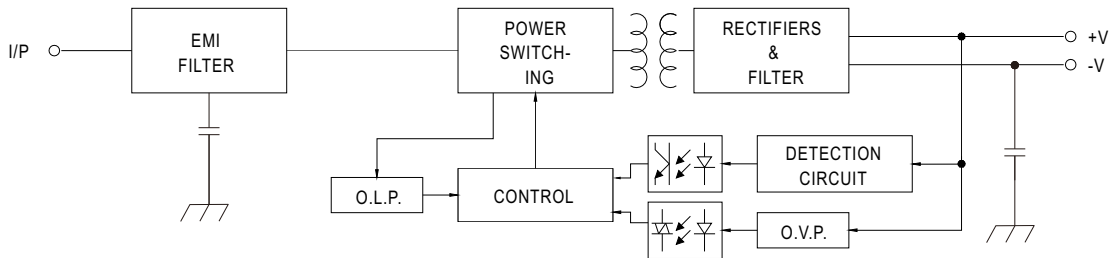 I/P
EMI
FILTER
POWER
SWITCH-
ING
RECTIFIERS
&
FILTER
+V
-V
O.L.P.
CONTROL
DETECTION
CIRCUIT
O.V.P.